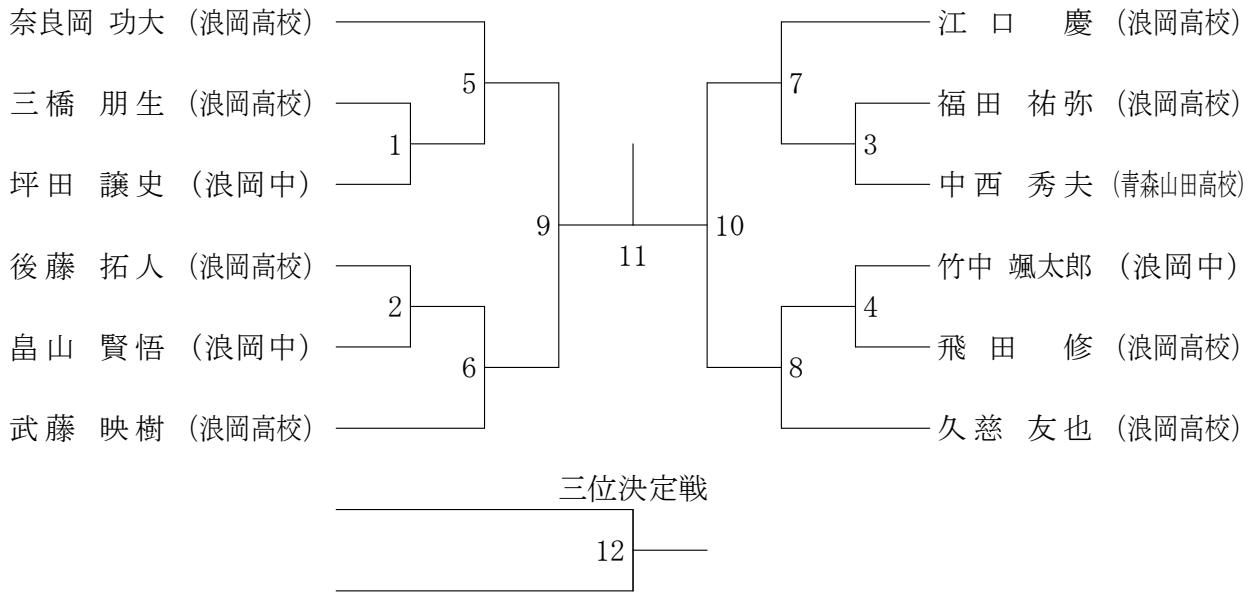 奈良岡 功大 (浪岡高校)
三橋 朋生 (浪岡高校)
坪田 譲史 (浪岡中)
後藤 拓人 (浪岡高校)
畠山 賢悟 (浪岡中)
武藤 映樹 (浪岡高校)
5
1
2
6
9
11
10
7
3
4
8
江口 慶 (浪岡高校)
福田 祐弥 (浪岡高校)
中西 秀夫 (青森山田高校)
竹中 颯太郎 (浪岡中)
飛田 修 (浪岡高校)
久慈 友也 (浪岡高校)
三位決定戦
12